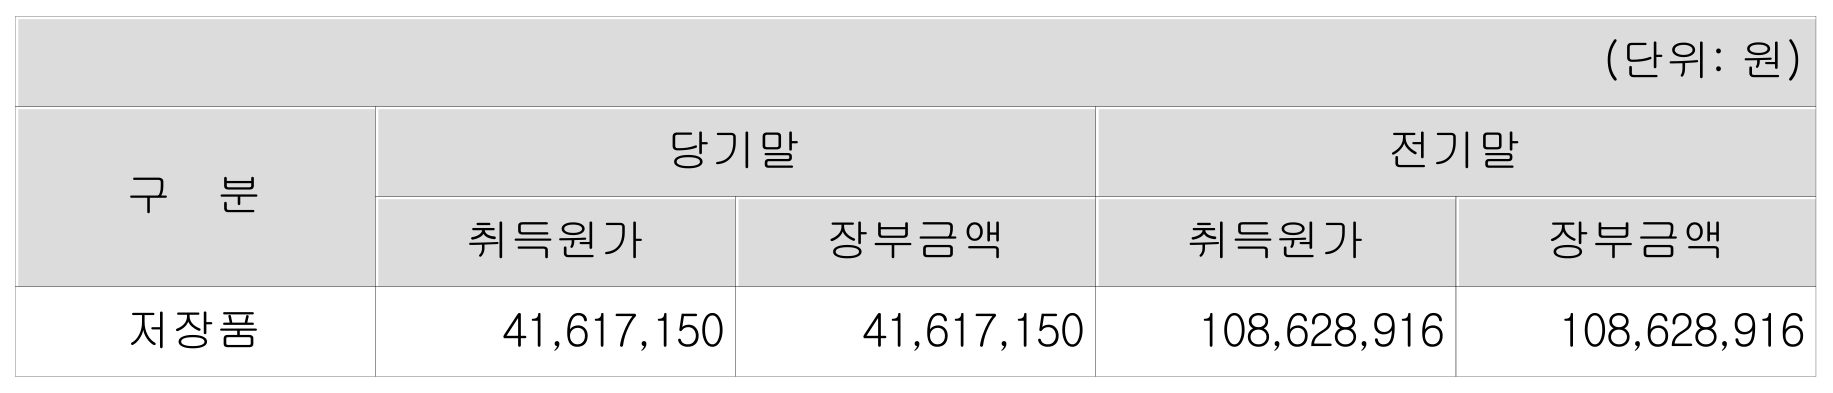 (단위: 원)
구 분 당기말 전기말
취득원가 장부금액 취득원가 장부금액
저장품 41,617,150 41,617,150 108,628,916 108,628,916